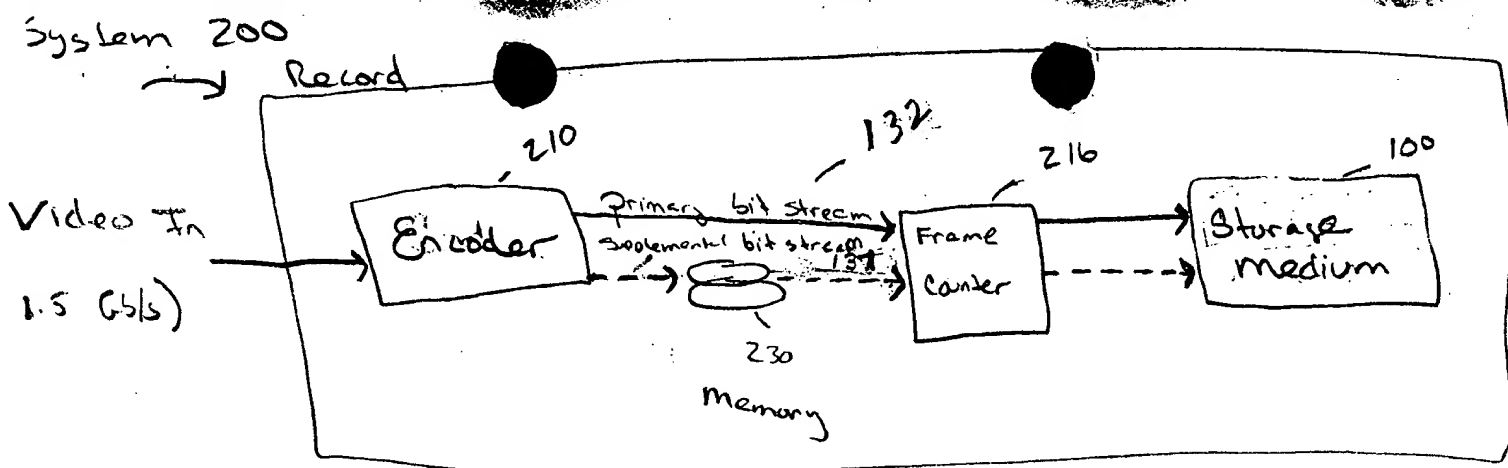 System 200
Record
210
132
216
100
Video In
1.5 Gb/s)
Encoder
Primary bit stream
Supplemental bit stream
Frame
Counter
Storage
medium
230
memory